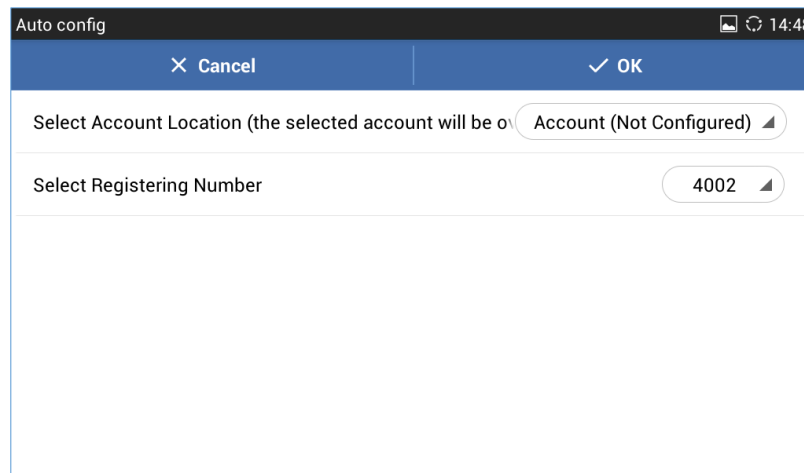 Auto config 14:48
Cancel OK
Select Account Location (the selected account will be Account (Not Configured)
Select Registering Number 4002